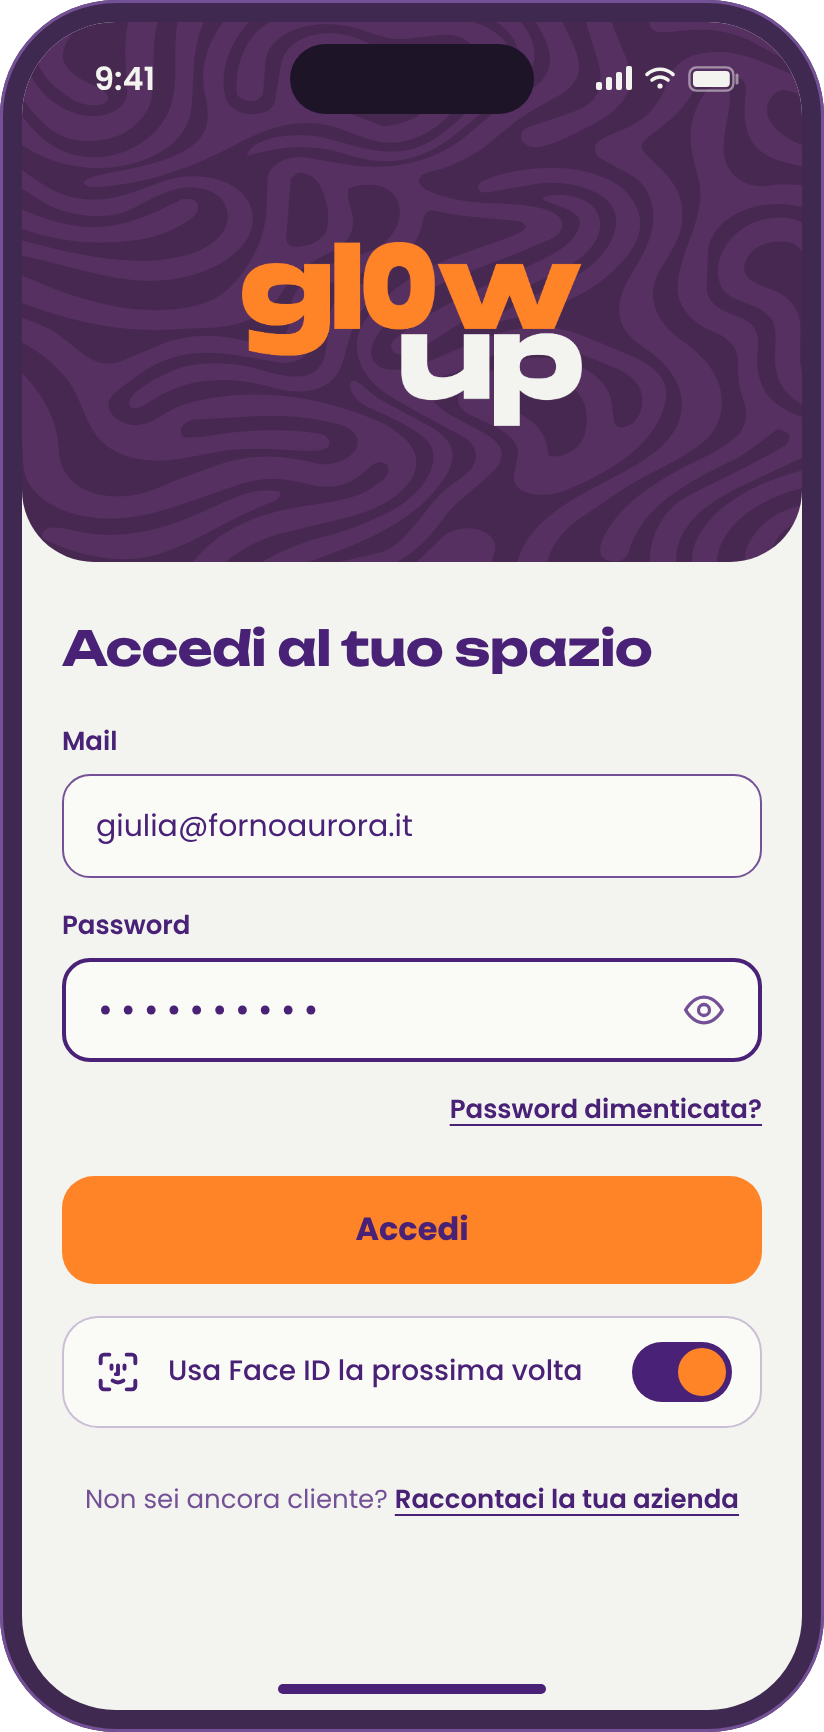 9:41
gl0w
up
Accedi al tuo spazio
Mail
giulia@fornoaurora.it
Password
••••••••••
Password dimenticata?
Accedi
Usa Face ID la prossima volta
Non sei ancora cliente? Raccontaci la tua azienda